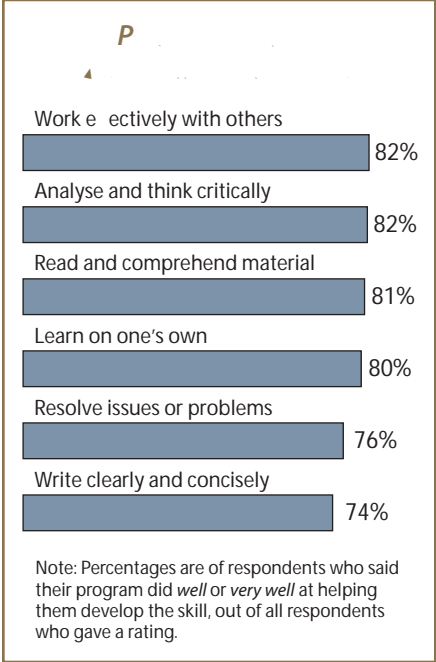 P
Work e ectively with others
82%
Analyse and think critically
82%
Read and comprehend material
81%
Learn on one's own
80%
Resolve issues or problems
76%
Write clearly and concisely
74%
Note: Percentages are of respondents who said
their program did well or very well at helping
them develop the skill, out of all respondents
who gave a rating.